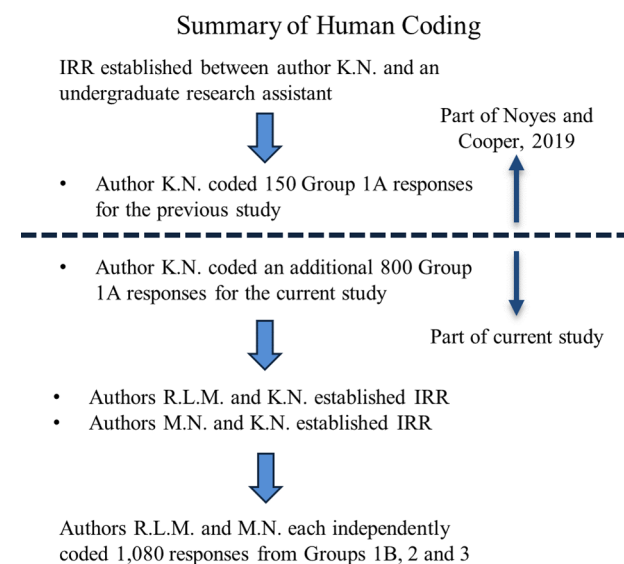 Summary of Human Coding
IRR established between author K.N. and an
undergraduate research assistant
Part of Noyes and
Cooper, 2019
• Author K.N. coded 150 Group 1A responses
for the previous study
• Author K.N. coded an additional 800 Group
1A responses for the current study
Part of current study
• Authors R.L.M. and K.N. established IRR
• Authors M.N. and K.N. established IRR
Authors R.L.M. and M.N. each independently
coded 1,080 responses from Groups 1B, 2 and 3